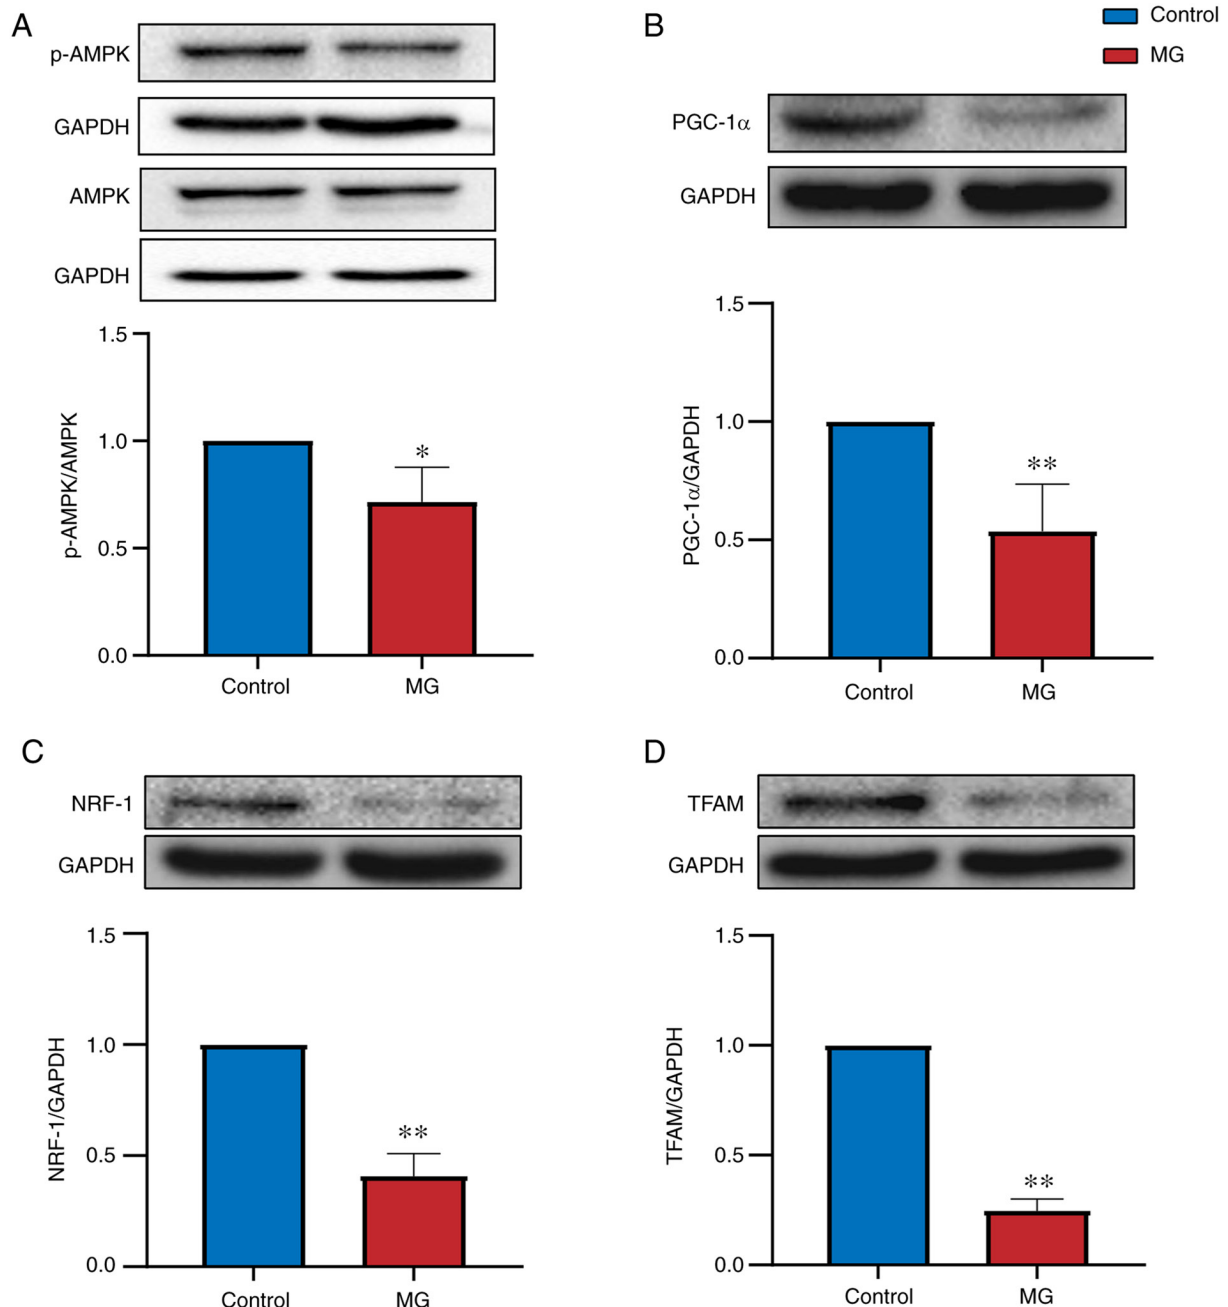 A
p-AMPK
GAPDH
AMPK
GAPDH
1.5
1.0
0.5
0.0
p-AMPK/AMPK
*
Control
MG
B
Control
MG
PGC-1α
GAPDH
1.5
1.0
0.5
0.0
PGC-1α/GAPDH
**
Control
MG
C
NRF-1
GAPDH
1.5
1.0
0.5
0.0
NRF-1/GAPDH
**
Control
MG
D
TFAM
GAPDH
1.5
1.0
0.5
0.0
TFAM/GAPDH
**
Control
MG